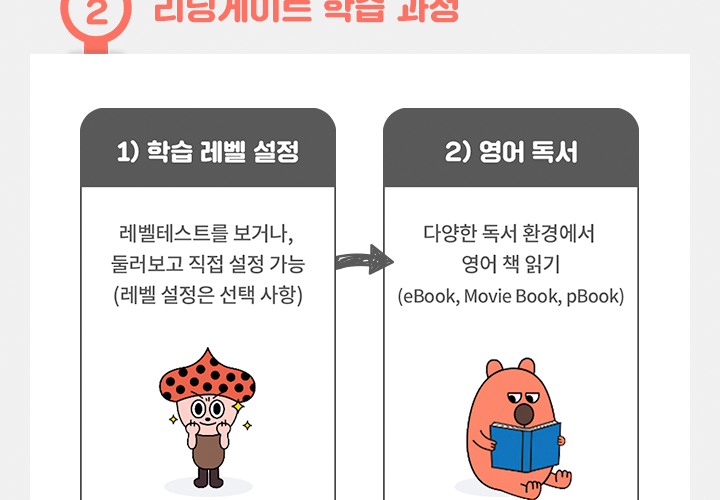 2 리딩게이트 학습 과정
1) 학습 레벨 설정
레벨테스트를 보거나,
둘러보고 직접 설정 가능
(레벨 설정은 선택 사항)
2) 영어 독서
다양한 독서 환경에서
영어 책 읽기
(eBook, Movie Book, pBook)